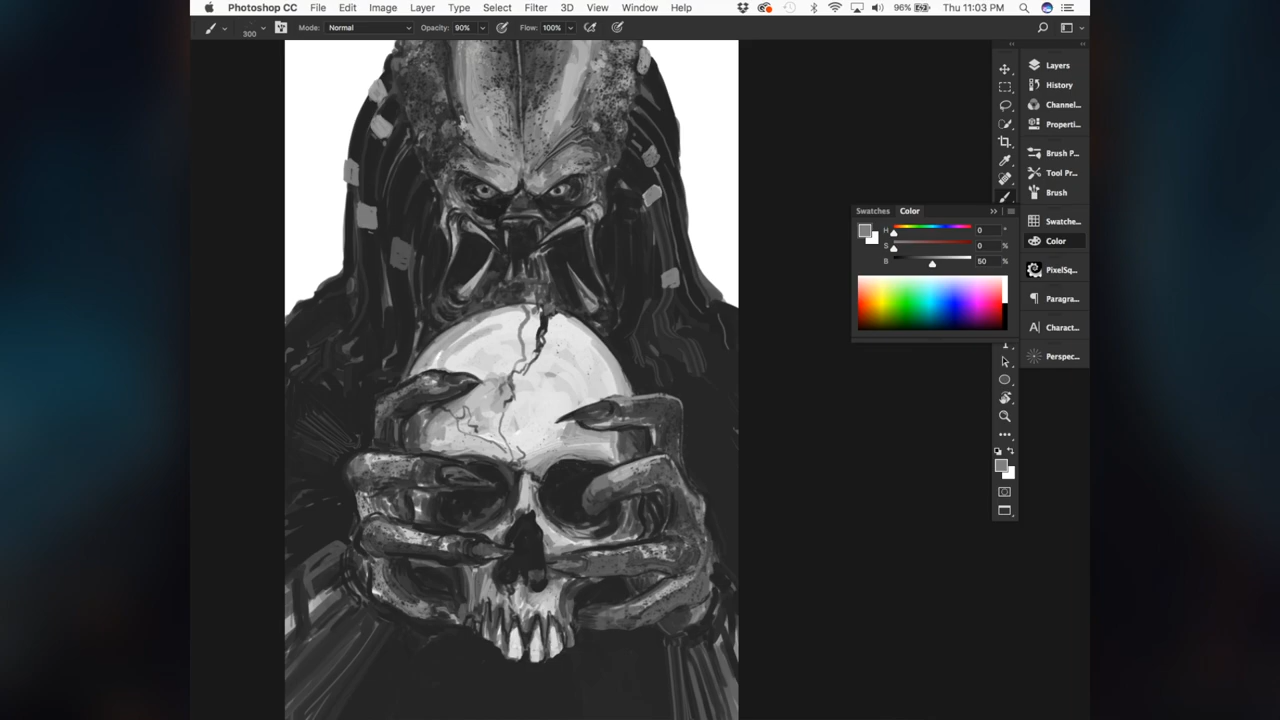 Photoshop CC File Edit Image Layer Type Select Filter 3D View Window Help 96% Thu 11:03 PM
300 Mode: Normal Opacity: 90% Flow: 100%
Layers
History
Channel...
Properti...
Brush P...
Tool Pr...
Brush
Swatches Color
H 0 °
S 0 %
B 50 %
Swatche...
Color
PixelSq...
Paragra...
Charact...
Perspec...